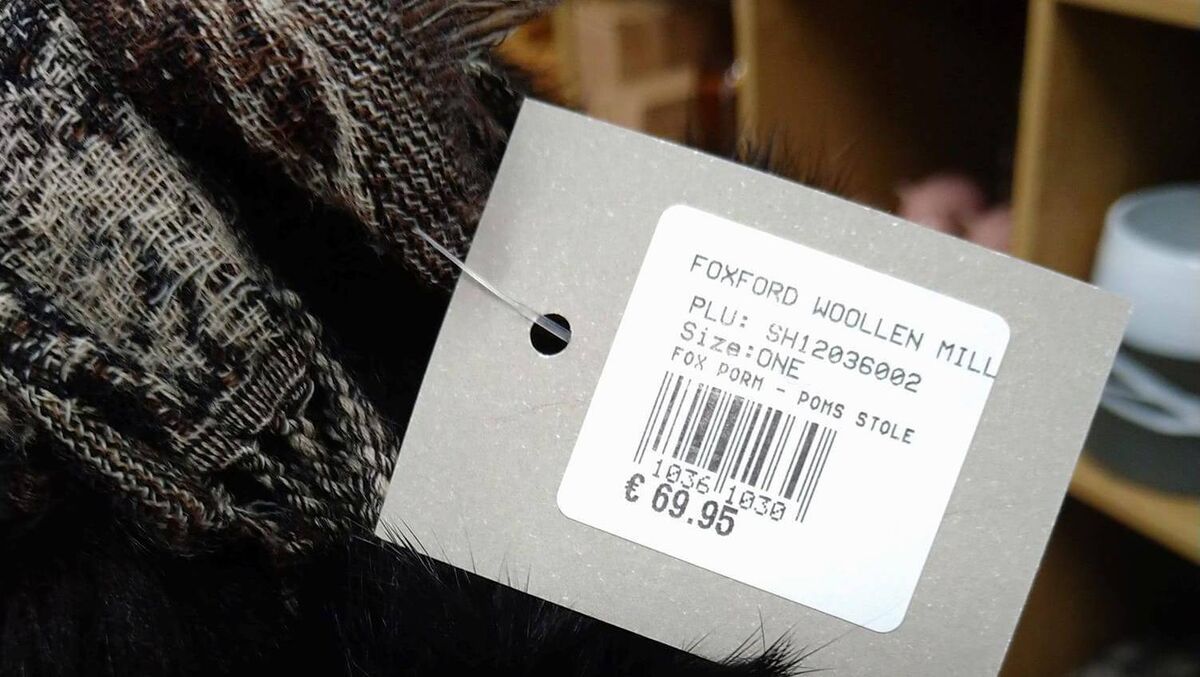 FOXFORD WOOLLEN MILL
PLU: SH12036002
Size:ONE
FOX PORM - POMS STOLE
1036 1030
€ 69.95